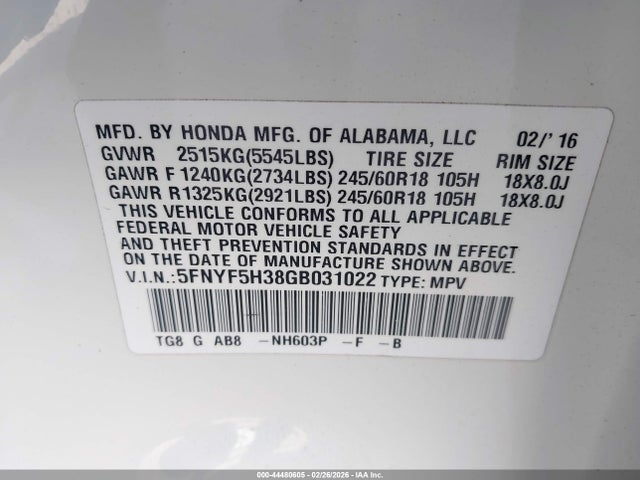 MFD. BY HONDA MFG. OF ALABAMA, LLC 02/' 16
GVWR 2515KG(5545LBS) TIRE SIZE RIM SIZE
GAWR F 1240KG(2734LBS) 245/60R18 105H 18X8.0J
GAWR R1325KG(2921LBS) 245/60R18 105H 18X8.0J
THIS VEHICLE CONFORMS TO ALL APPLICABLE
FEDERAL MOTOR VEHICLE SAFETY
AND THEFT PREVENTION STANDARDS IN EFFECT
ON THE DATE OF MANUFACTURE SHOWN ABOVE.
V.I.N.:5FNYF5H38GB031022 TYPE: MPV
TG8 G AB8 -NH603P -F -B
000-44480605 - 02/26/2026 - IAAI.COM